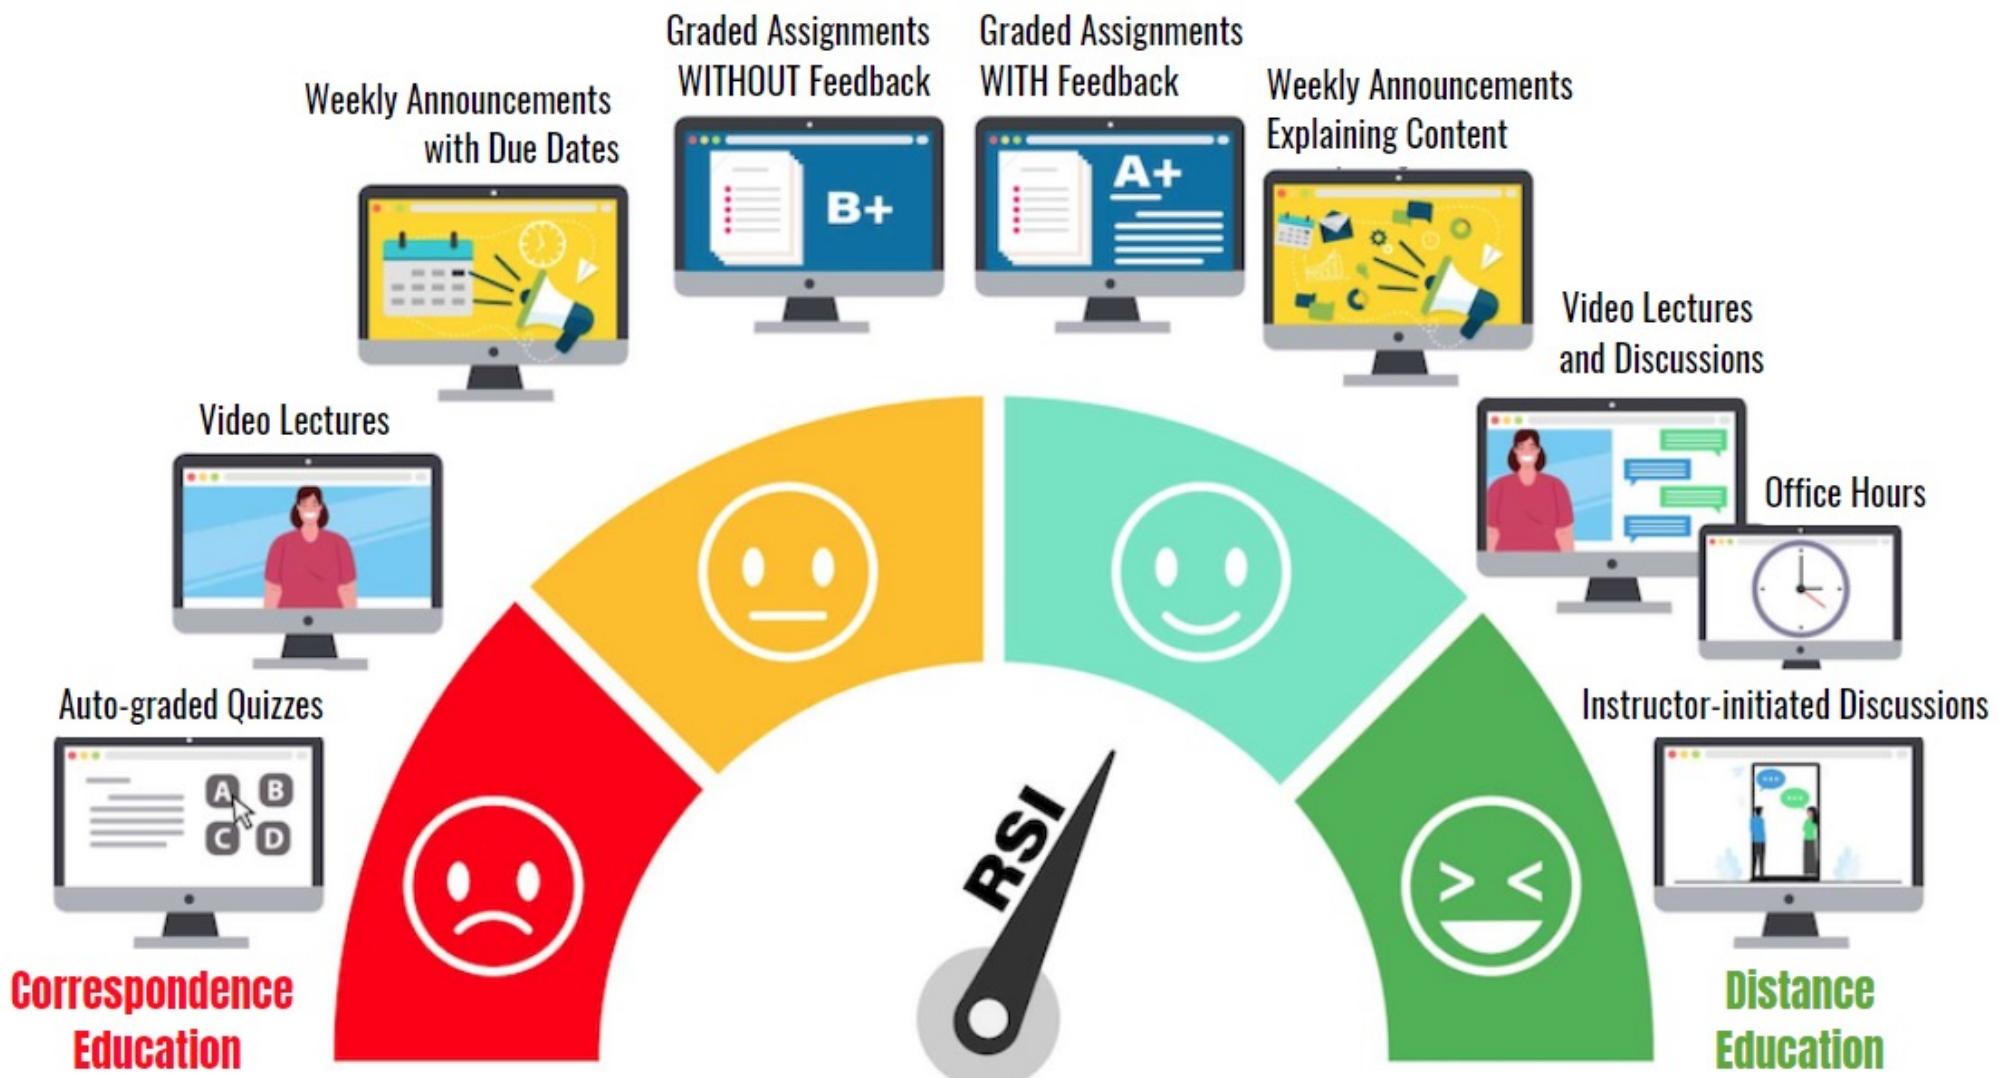 Graded Assignments
WITHOUT Feedback
Graded Assignments
WITH Feedback
Weekly Announcements
with Due Dates
Weekly Announcements
Explaining Content
B+
A+
Video Lectures
and Discussions
Video Lectures
Office Hours
Auto-graded Quizzes
A B
C D
Instructor-initiated Discussions
RSI
Correspondence
Education
Distance
Education